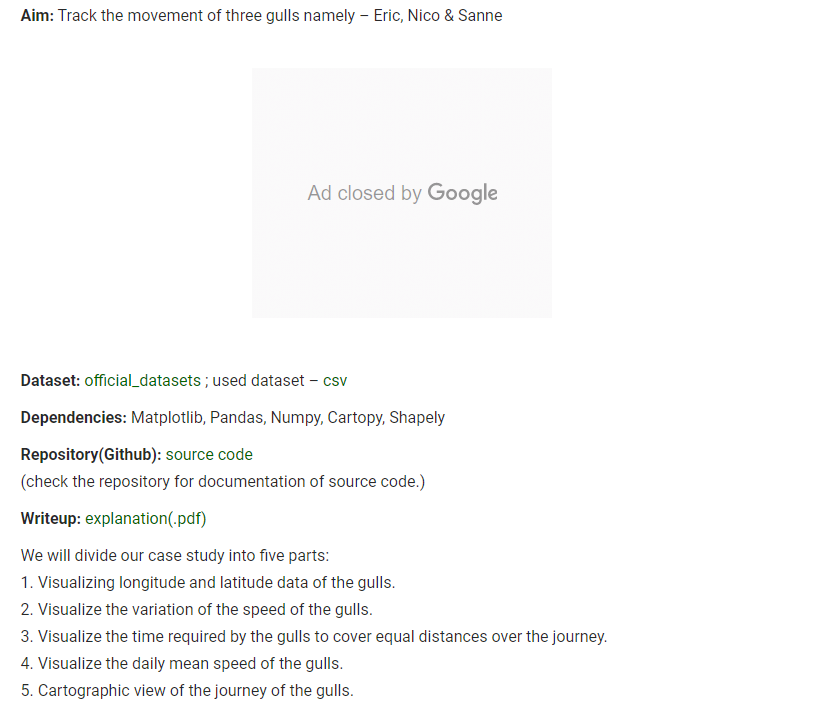 Aim: Track the movement of three gulls namely – Eric, Nico & Sanne
Ad closed by Google
Dataset: official_datasets ; used dataset – csv
Dependencies: Matplotlib, Pandas, Numpy, Cartopy, Shapely
Repository(Github): source code
(check the repository for documentation of source code.)
Writeup: explanation(.pdf)
We will divide our case study into five parts:
1. Visualizing longitude and latitude data of the gulls.
2. Visualize the variation of the speed of the gulls.
3. Visualize the time required by the gulls to cover equal distances over the journey.
4. Visualize the daily mean speed of the gulls.
5. Cartographic view of the journey of the gulls.